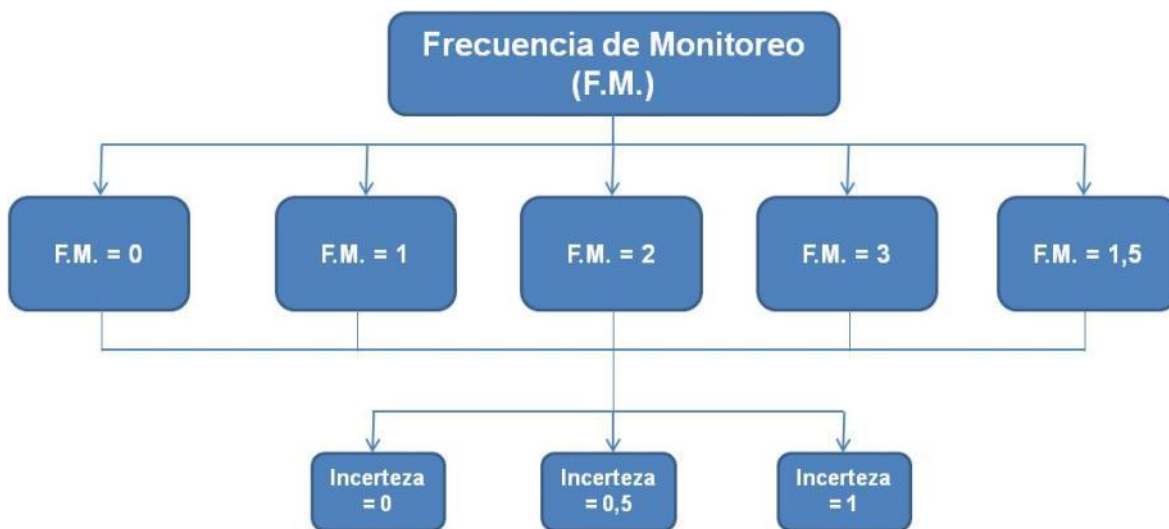 Frecuencia de Monitoreo
(F.M.)
F.M. = 0
F.M. = 1
F.M. = 2
F.M. = 3
F.M. = 1,5
Incerteza
= 0
Incerteza
= 0,5
Incerteza
= 1